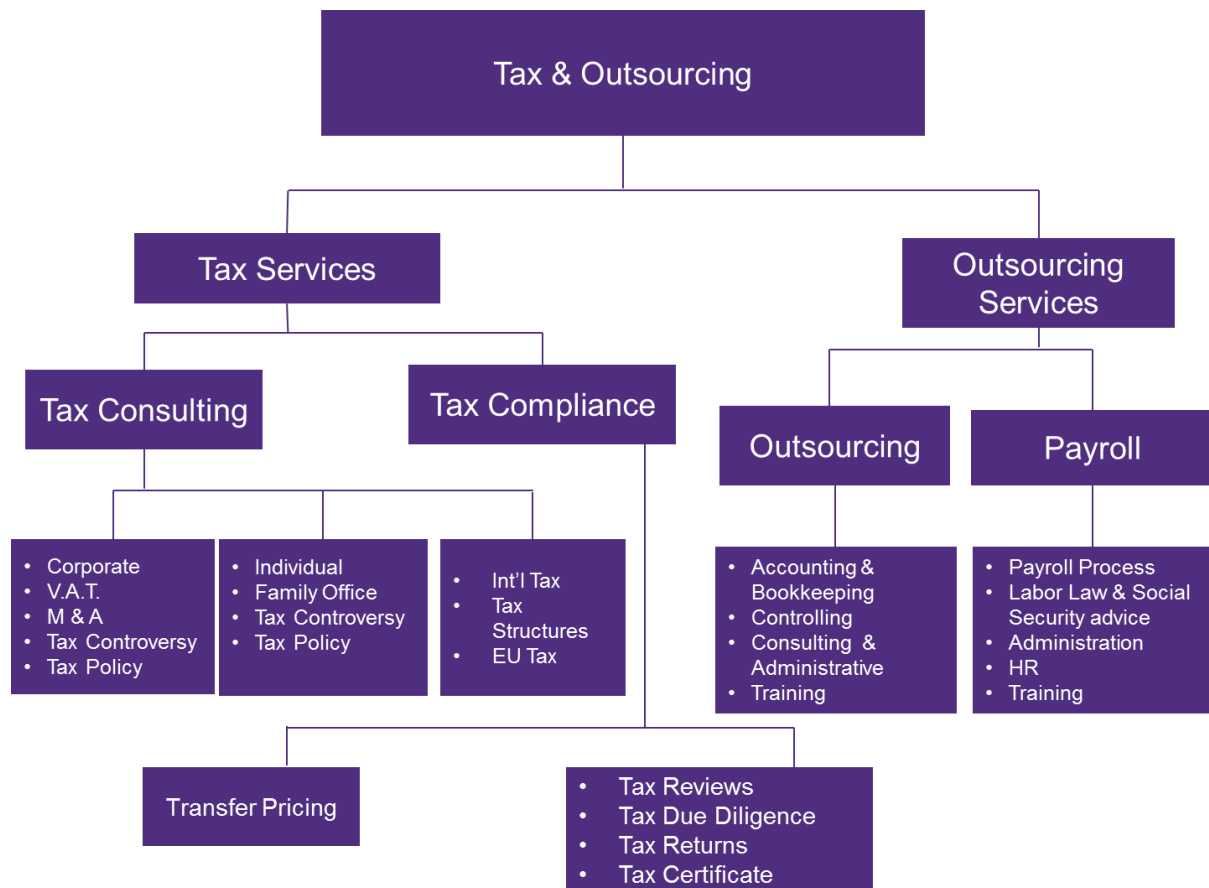 Tax & Outsourcing
Tax Services
Outsourcing
Services
Tax Consulting
Tax Compliance
Outsourcing
Payroll
• Corporate
• V.A.T.
• M & A
• Tax Controversy
• Tax Policy
• Individual
• Family Office
• Tax Controversy
• Tax Policy
• Int'l Tax
• Tax
Structures
• EU Tax
• Accounting &
Bookkeeping
• Controlling
• Consulting &
Administrative
• Training
• Payroll Process
• Labor Law & Social
Security advice
• Administration
• HR
• Training
Transfer Pricing
• Tax Reviews
• Tax Due Diligence
• Tax Returns
• Tax Certificate